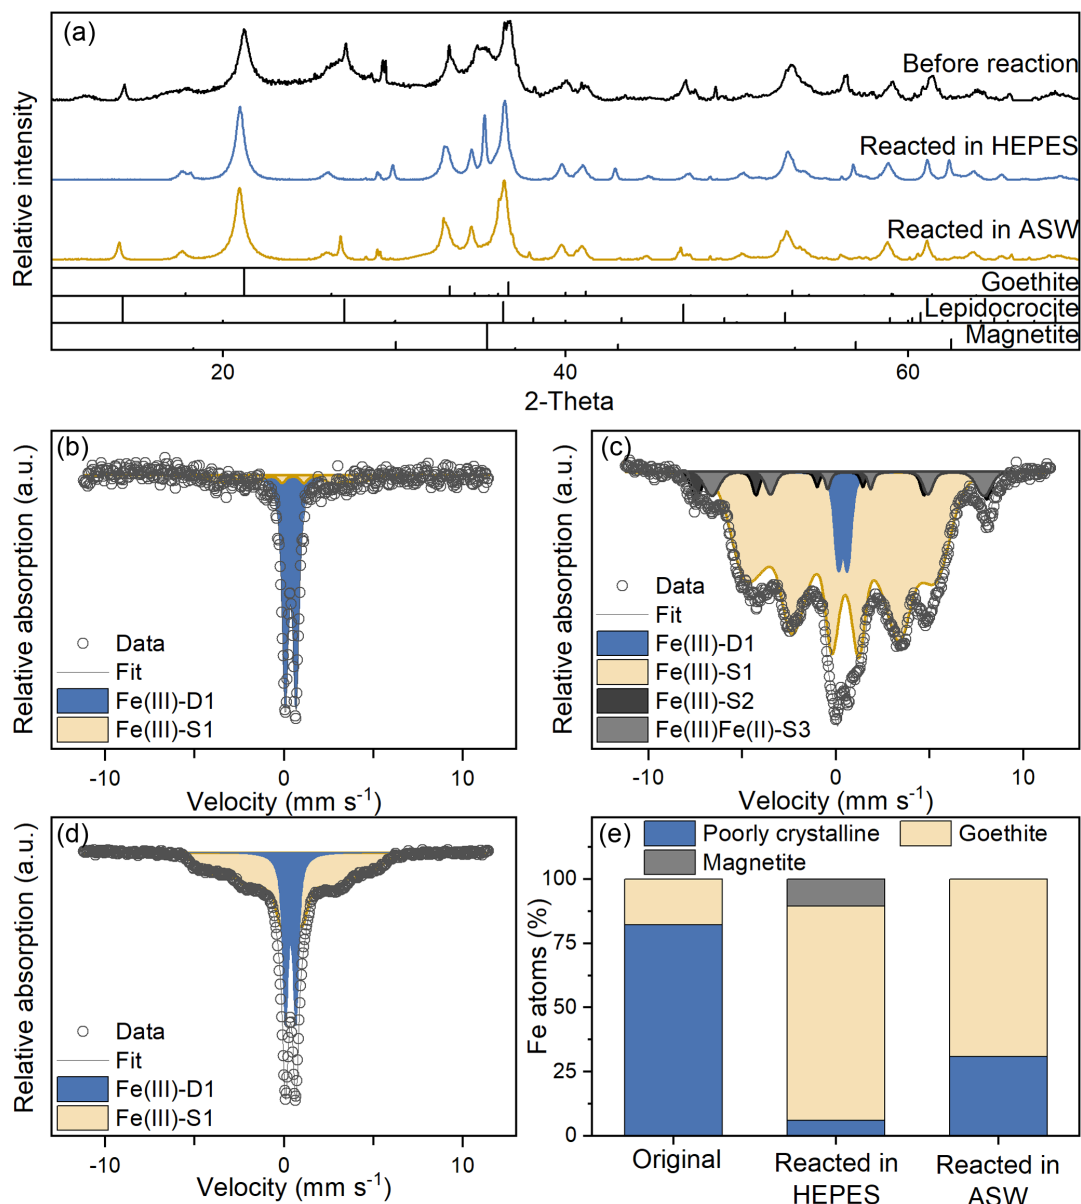 (a)
Before reaction
Reacted in HEPES
Reacted in ASW
Goethite
Lepidocrocite
Magnetite
Relative intensity
20 40 60
2-Theta
(b)
Data
Fit
Fe(III)-D1
Fe(III)-S1
Relative absorption (a.u.)
-10 0 10
Velocity (mm s⁻¹)
(c)
Data
Fit
Fe(III)-D1
Fe(III)-S1
Fe(III)-S2
Fe(III)Fe(II)-S3
Relative absorption (a.u.)
-10 0 10
Velocity (mm s⁻¹)
(d)
Data
Fit
Fe(III)-D1
Fe(III)-S1
Relative absorption (a.u.)
-10 0 10
Velocity (mm s⁻¹)
(e)
Poorly crystalline Goethite
Magnetite
Fe atoms (%)
100
75
50
25
0
Original
Reacted in
HEPES
Reacted in
ASW